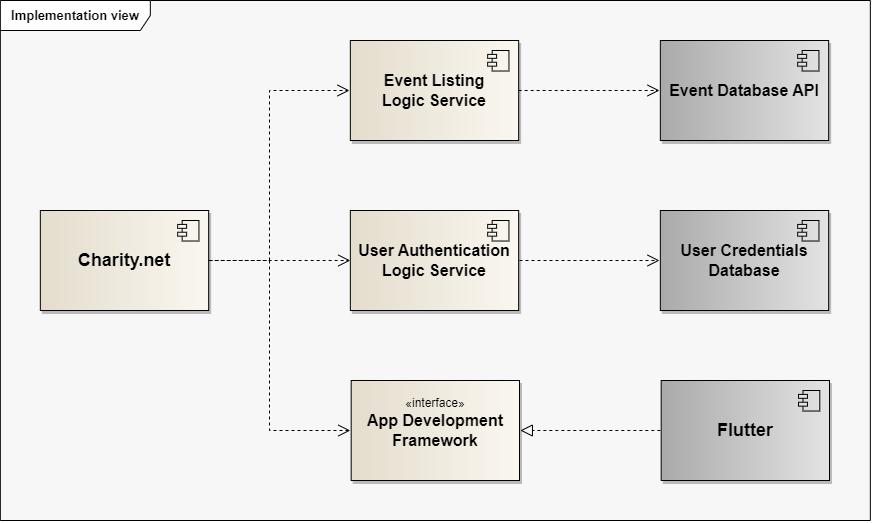 Implementation view
Event Listing
Logic Service
Event Database API
Charity.net
User Authentication
Logic Service
User Credentials
Database
«interface»
App Development
Framework
Flutter